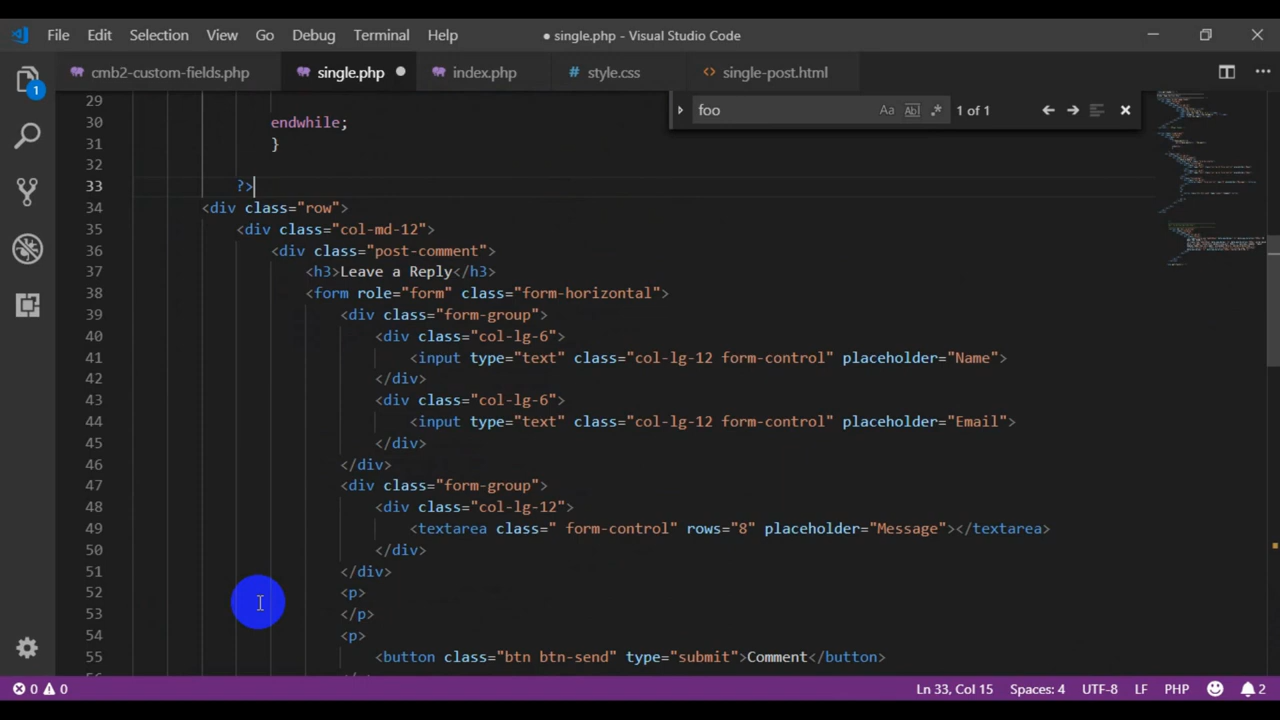 File Edit Selection View Go Debug Terminal Help ● single.php - Visual Studio Code
cmb2-custom-fields.php single.php index.php # style.css <> single-post.html
foo Aa Abl .* 1 of 1
1
29
30 endwhile;
31 }
32
33 ?>
34 <div class="row">
35 <div class="col-md-12">
36 <div class="post-comment">
37 <h3>Leave a Reply</h3>
38 <form role="form" class="form-horizontal">
39 <div class="form-group">
40 <div class="col-lg-6">
41 <input type="text" class="col-lg-12 form-control" placeholder="Name">
42 </div>
43 <div class="col-lg-6">
44 <input type="text" class="col-lg-12 form-control" placeholder="Email">
45 </div>
46 </div>
47 <div class="form-group">
48 <div class="col-lg-12">
49 <textarea class=" form-control" rows="8" placeholder="Message"></textarea>
50 </div>
51 </div>
52 <p>
53 </p>
54 <p>
55 <button class="btn btn-send" type="submit">Comment</button>
0 0 Ln 33, Col 15 Spaces: 4 UTF-8 LF PHP 2